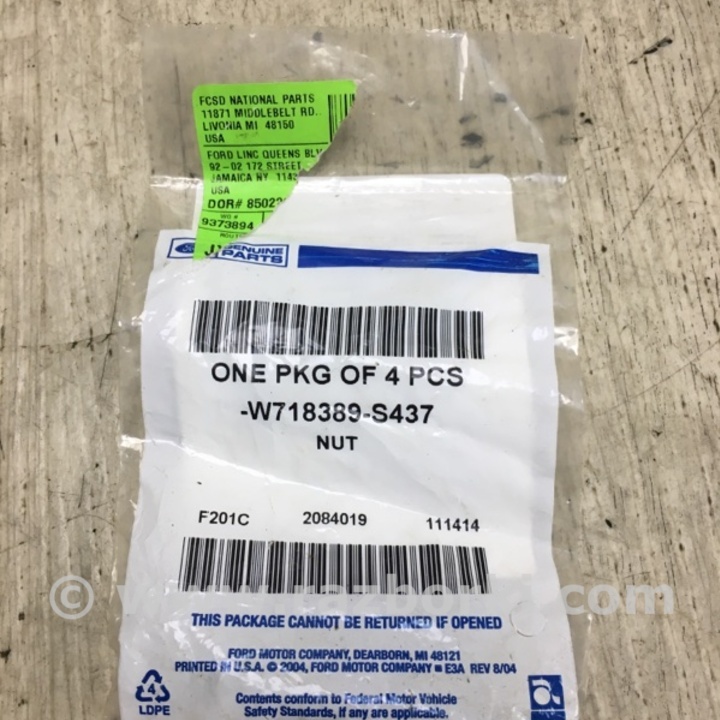 FCSD NATIONAL PARTS
11871 MIDDLEBELT RD.
LIVONIA MI 48150
USA
FORD LINC QUEENS
92-02 172 STREET
JAMAICA NY
USA
DOR#
WO #
9373894
GENUINE
PARTS
ONE PKG OF 4 PCS
-W718389-S437
NUT
F201C 2084019 111414
THIS PACKAGE CANNOT BE RETURNED IF OPENED
FORD MOTOR COMPANY, DEARBORN, MI 48121
PRINTED IN U.S.A. © 2004, FORD MOTOR COMPANY E3A REV 8/04
4
LDPE
Contents conform to Federal Motor Vehicle
Safety Standards, if any are applicable.